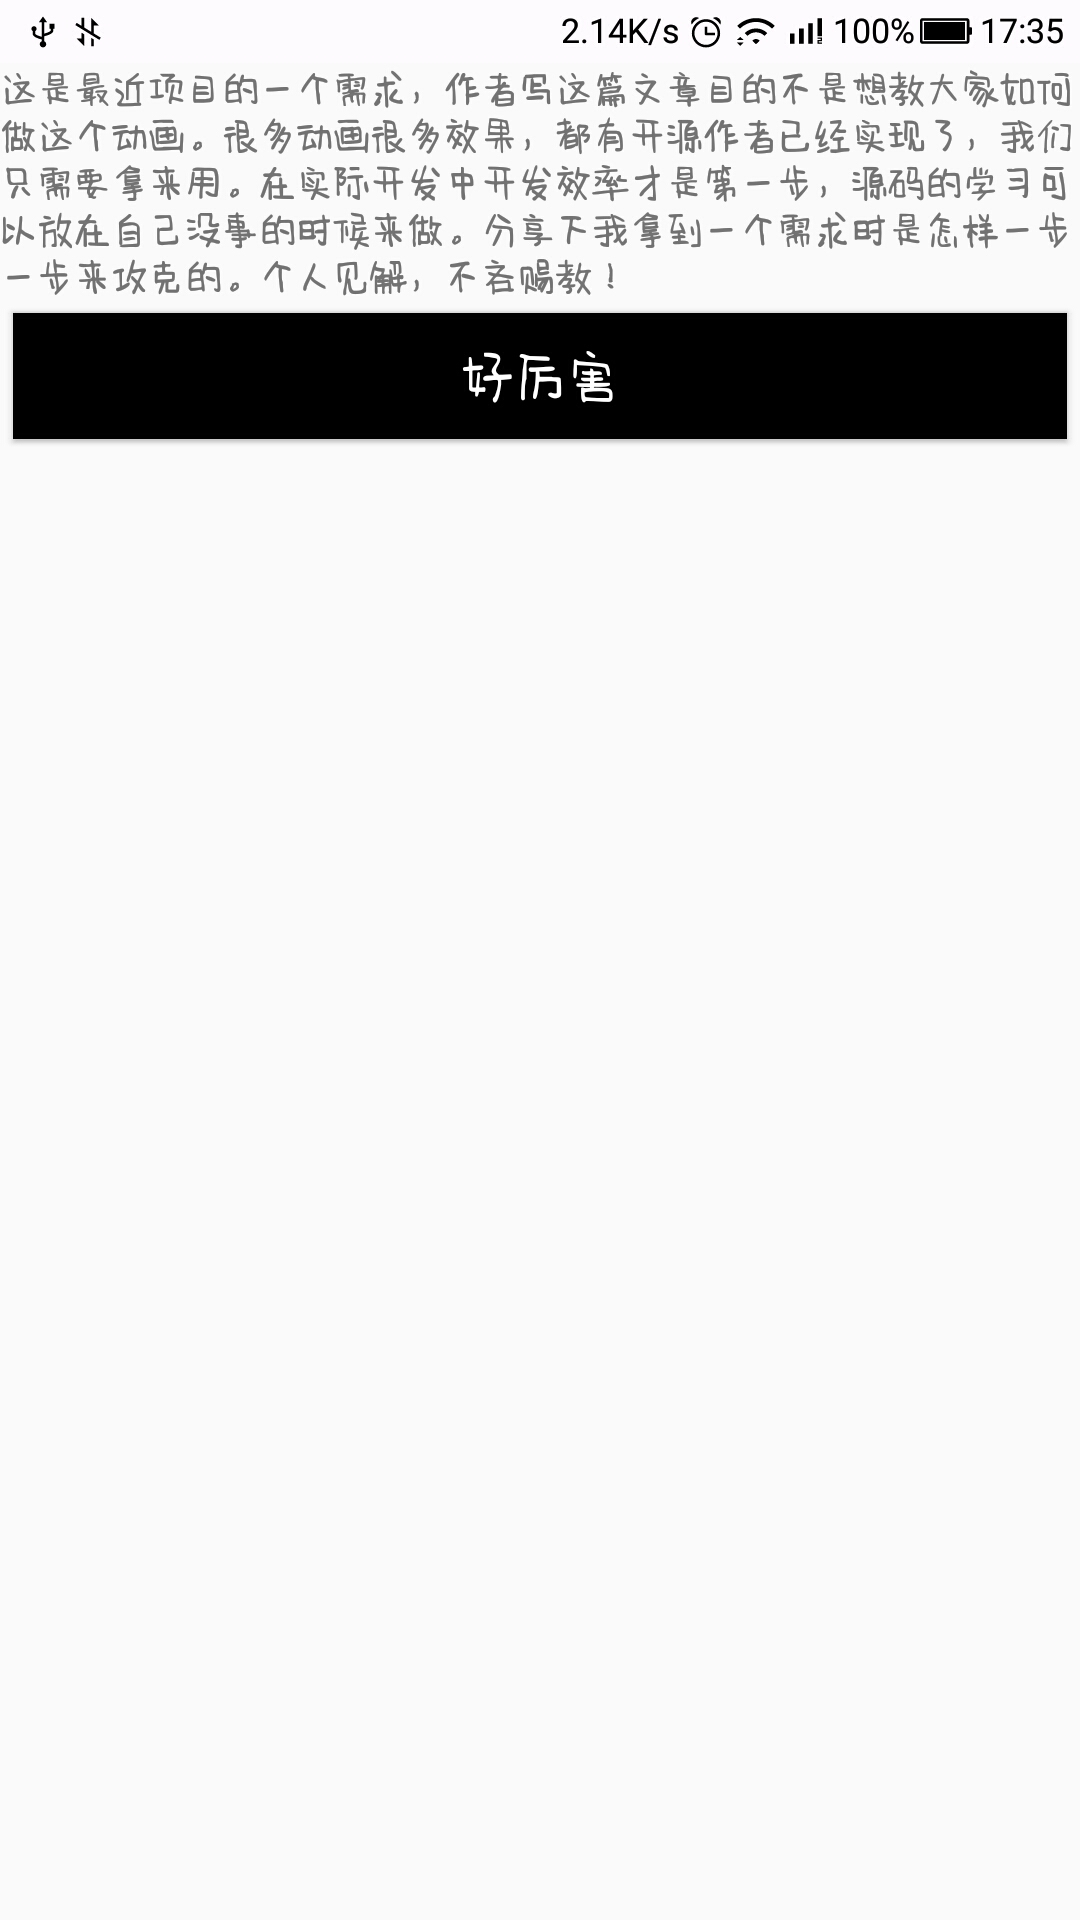 2.14K/s 100% 17:35
这是最近项目的一个需求，作者写这篇文章目的不是想教大家如何
做这个动画。很多动画很多效果，都有开源作者已经实现了，我们
只需要拿来用。在实际开发中开发效率才是第一步，源码的学习可
以放在自己没事的时候来做。分享下我拿到一个需求时是怎样一步
一步来攻克的。个人见解，不吝赐教！
好厉害